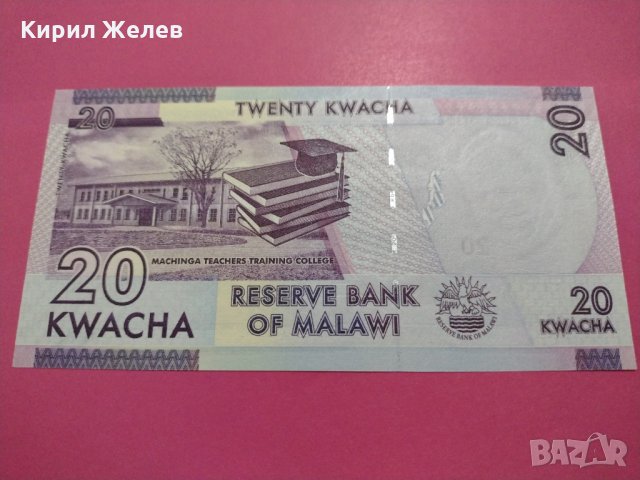 Кирил Желев
20
TWENTY KWACHA
20
MACHINGA TEACHERS TRAINING COLLEGE
20
KWACHA
RESERVE BANK
OF MALAWI
RESERVE BANK OF MALAWI
20
KWACHA
BAZAR